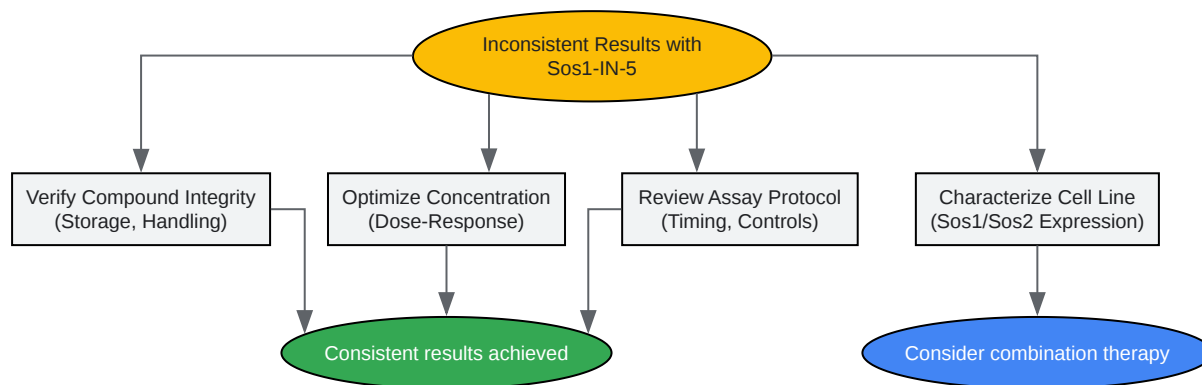 Inconsistent Results with
Sos1-IN-5
Verify Compound Integrity
(Storage, Handling)
Optimize Concentration
(Dose-Response)
Review Assay Protocol
(Timing, Controls)
Characterize Cell Line
(Sos1/Sos2 Expression)
Consistent results achieved
Consider combination therapy